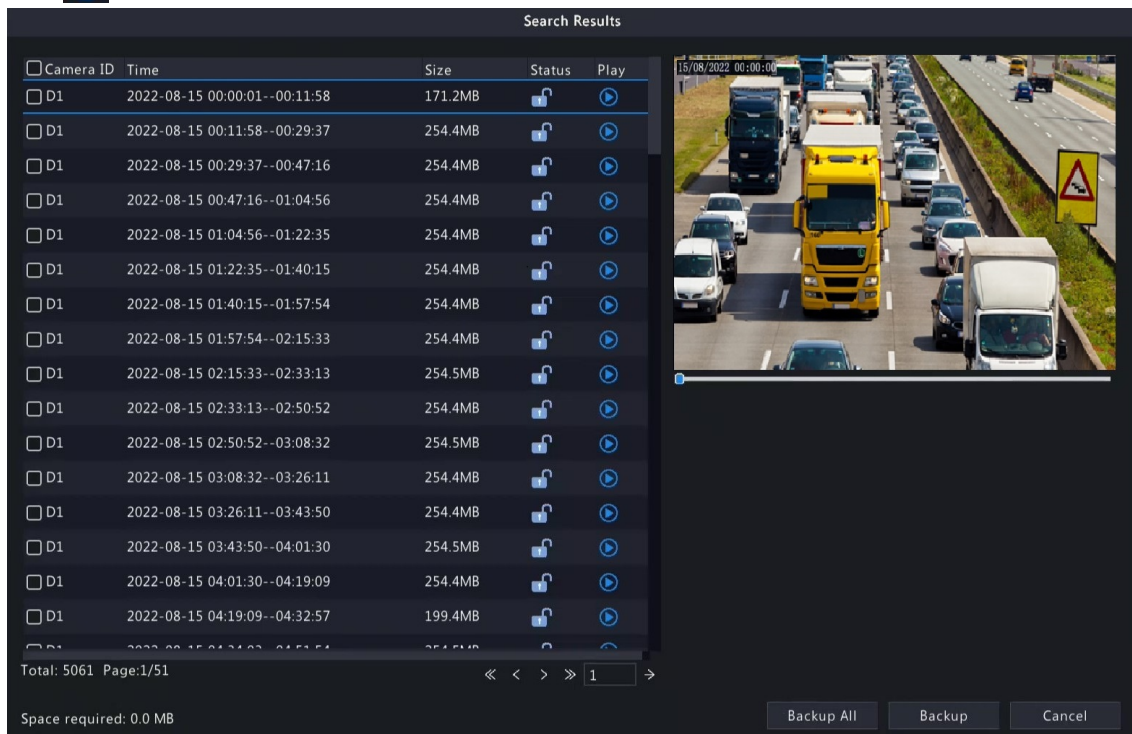 Search Results
Camera ID Time Size Status Play
D1 2022-08-15 00:00:01--00:11:58 171.2MB
D1 2022-08-15 00:11:58--00:29:37 254.4MB
D1 2022-08-15 00:29:37--00:47:16 254.4MB
D1 2022-08-15 00:47:16--01:04:56 254.4MB
D1 2022-08-15 01:04:56--01:22:35 254.4MB
D1 2022-08-15 01:22:35--01:40:15 254.4MB
D1 2022-08-15 01:40:15--01:57:54 254.4MB
D1 2022-08-15 01:57:54--02:15:33 254.4MB
D1 2022-08-15 02:15:33--02:33:13 254.5MB
D1 2022-08-15 02:33:13--02:50:52 254.4MB
D1 2022-08-15 02:50:52--03:08:32 254.5MB
D1 2022-08-15 03:08:32--03:26:11 254.4MB
D1 2022-08-15 03:26:11--03:43:50 254.4MB
D1 2022-08-15 03:43:50--04:01:30 254.5MB
D1 2022-08-15 04:01:30--04:19:09 254.4MB
D1 2022-08-15 04:19:09--04:32:57 199.4MB
Total: 5061 Page:1/51
1
Space required: 0.0 MB
15/08/2022 00:00:00
Backup All Backup Cancel